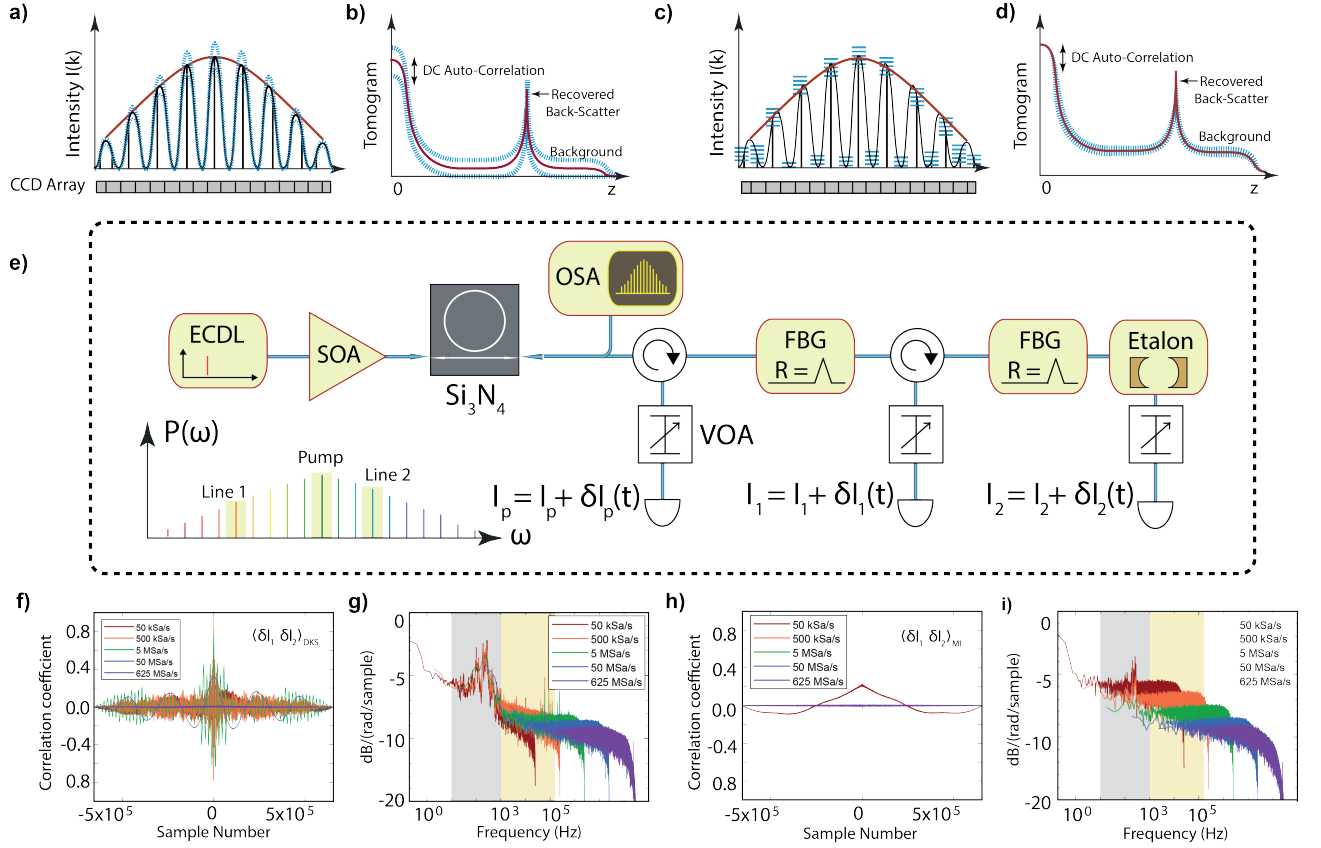 a)
Intensity I(k)
CCD Array
b)
Tomogram
DC Auto-Correlation
Recovered
Back-Scatter
Background
0
z
c)
Intensity I(k)
d)
Tomogram
DC Auto-Correlation
Recovered
Back-Scatter
Background
0
z
e)
ECDL
SOA
Si3N4
OSA
FBG
R =
FBG
R =
Etalon
VOA
P(ω)
Pump
Line 1
Line 2
ω
Ip = Ip + δIp(t)
I1 = I1 + δI1(t)
I2 = I2 + δI2(t)
f)
Correlation coefficient
0.8
0.4
0.0
-0.4
0.8
50 kSa/s
500 kSa/s
5 MSa/s
50 MSa/s
625 MSa/s
⟨δI1 δI2⟩DKS
-5x10^5
0
5x10^5
Sample Number
g)
dB/(rad/sample)
0
-5
-10
-20
50 kSa/s
500 kSa/s
5 MSa/s
50 MSa/s
625 MSa/s
10^0
10^3
10^5
Frequency (Hz)
h)
Correlation coefficient
0.8
0.4
0.0
-0.4
0.8
50 kSa/s
500 kSa/s
5 MSa/s
50 MSa/s
625 MSa/s
⟨δI1 δI2⟩MI
-5x10^5
0
5x10^5
Sample Number
i)
dB/(rad/sample)
0
-5
-10
-20
50 kSa/s
500 kSa/s
5 MSa/s
50 MSa/s
625 MSa/s
10^0
10^3
10^5
Frequency (Hz)